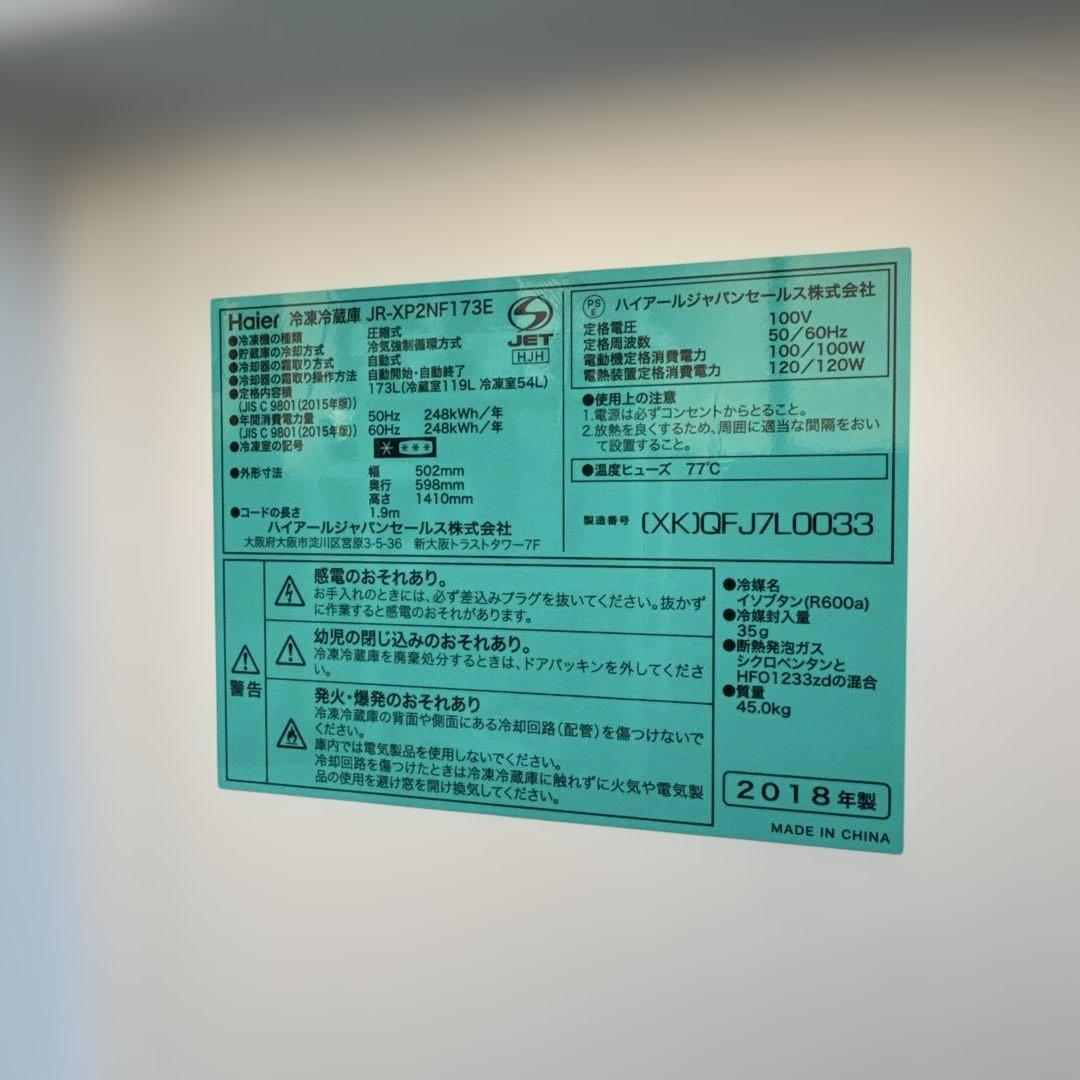 Haier 冷凍冷蔵庫 JR-XP2NF173E
●冷凍機の種類 圧縮式
●貯蔵庫の冷却方式 冷気強制循環方式
●冷却器の霜取り方式 自動式
●冷却器の霜取り操作方法 自動開始・自動終了
●定格内容積 173L(冷蔵室119L 冷凍室54L)
(JIS C 9801(2015年版))
●年間消費電力量 50Hz 248kWh/年
(JIS C 9801(2015年版)) 60Hz 248kWh/年
●冷凍室の記号 * ***
●外形寸法 幅 502mm
奥行 598mm
高さ 1410mm
●コードの長さ 1.9m
ハイアールジャパンセールス株式会社
大阪府大阪市淀川区宮原3-5-36 新大阪トラストタワー7F
S
JET
HJH
PS
E
ハイアールジャパンセールス株式会社
定格電圧 100V
定格周波数 50/60Hz
電動機定格消費電力 100/100W
電熱装置定格消費電力 120/120W
●使用上の注意
1.電源は必ずコンセントからとること。
2.放熱を良くするため、周囲に適当な間隔をおい
て設置すること。
●温度ヒューズ 77℃
製造番号 (XK)QFJ7L0033
警告
感電のおそれあり。
お手入れのときには、必ず差込みプラグを抜いてください。抜かず
に作業すると感電のおそれがあります。
幼児の閉じ込みのおそれあり。
冷凍冷蔵庫を廃棄処分するときは、ドアパッキンを外してくださ
い。
発火・爆発のおそれあり
冷凍冷蔵庫の背面や側面にある冷却回路(配管)を傷つけないで
ください。
庫内では電気製品を使用しないでください。
冷却回路を傷つけたときは冷凍冷蔵庫に触れずに火気や電気製
品の使用を避け窓を開け換気してください。
●冷媒名
イソブタン(R600a)
●冷媒封入量
35g
●断熱発泡ガス
シクロペンタンと
HFO1233zdの混合
●質量
45.0kg
2018年製
MADE IN CHINA